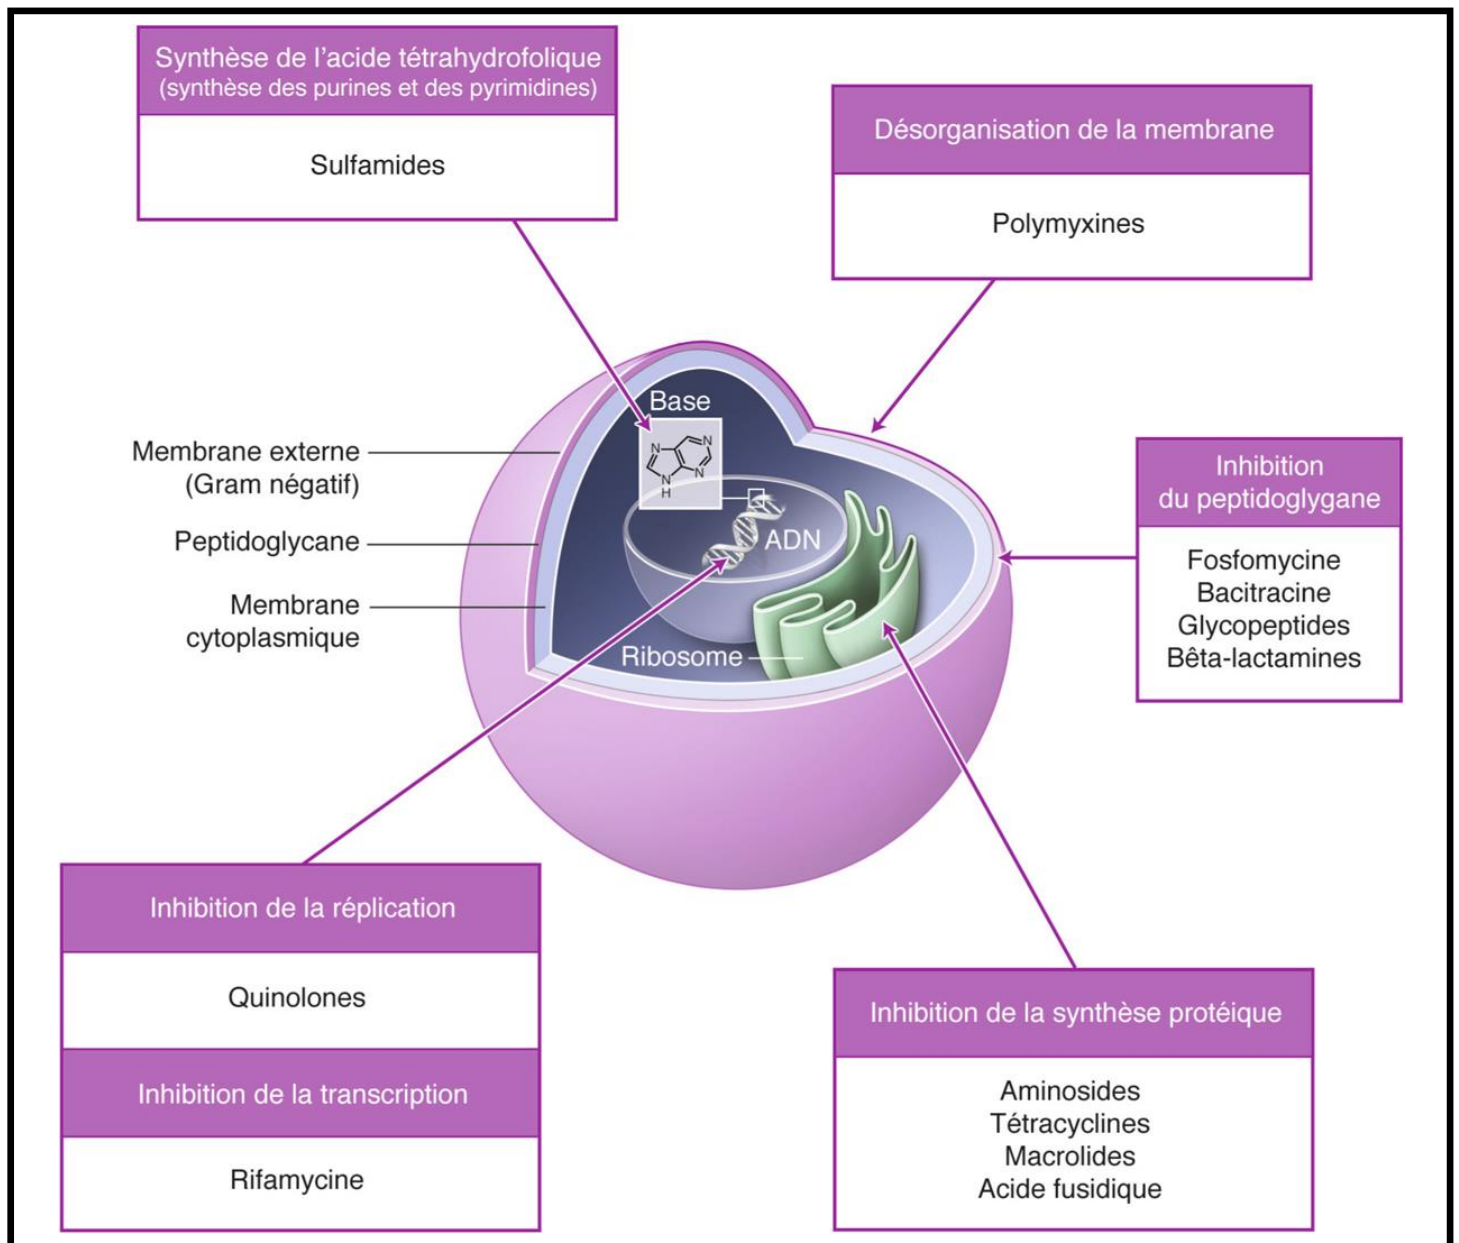 Synthèse de l'acide tétrahydrofolique
(synthèse des purines et des pyrimidines)
Sulfamides
Désorganisation de la membrane
Polymyxines
Base
N
N
N
N
H
ADN
Ribosome
Membrane externe
(Gram négatif)
Peptidoglycane
Membrane
cytoplasmique
Inhibition
du peptidoglygane
Fosfomycine
Bacitracine
Glycopeptides
Bêta-lactamines
Inhibition de la réplication
Quinolones
Inhibition de la transcription
Rifamycine
Inhibition de la synthèse protéique
Aminosides
Tétracyclines
Macrolides
Acide fusidique